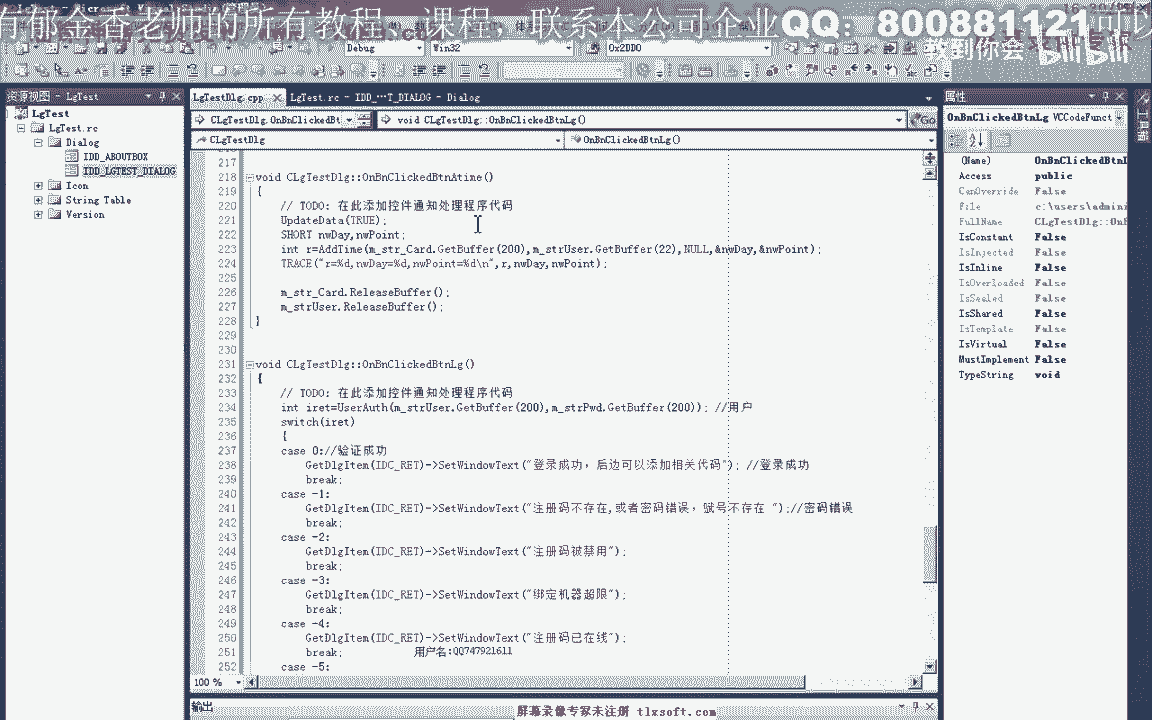 有郁金香老师的所有教程，课程，联系本公司企业QQ：800881121可以
教到你会
Debug
Win32
0x2DDO
资源视图 - LgTest
LgTestDlg.cpp
LgTest.rc - IDD_···T_DIALOG - Dialog
属性
LgTest
LgTest.rc
Dialog
IDD_ABOUTBOX
IDD_LGTEST_DIALOG
Icon
String Table
Version
CLgTestDlg.OnBnClickedBt
void CLgTestDlg::OnBnClickedBtnLg()
Go
CLgTestDlg
OnBnClickedBtnLg()
217
218 void CLgTestDlg::OnBnClickedBtnAtime()
219 {
220 // TODO: 在此添加控件通知处理程序代码
221 UpdateData(TRUE);
222 SHORT nwDay,nwPoint;
223 int r=AddTime(m_str_Card.GetBuffer(200),m_strUser.GetBuffer(22),NULL,&nwDay,&nwPoint);
224 TRACE("r=%d,nwDay=%d,nwPoint=%d\n",r,nwDay,nwPoint);
225
226 m_str_Card.ReleaseBuffer();
227 m_strUser.ReleaseBuffer();
228 }
229
230
231 void CLgTestDlg::OnBnClickedBtnLg()
232 {
233 // TODO: 在此添加控件通知处理程序代码
234 int iret=UserAuth(m_strUser.GetBuffer(200),m_strPwd.GetBuffer(200)); //用户
235 switch(iret)
236 {
237 case 0://验证成功
238 GetDlgItem(IDC_RET)->SetWindowText("登录成功，后边可以添加相关代码"); //登录成功
239 break;
240 case -1:
241 GetDlgItem(IDC_RET)->SetWindowText("注册码不存在,或者密码错误，账号不存在 ");//密码错误
242 break;
243 case -2:
244 GetDlgItem(IDC_RET)->SetWindowText("注册码被禁用");
245 break;
246 case -3:
247 GetDlgItem(IDC_RET)->SetWindowText("绑定机器超限");
248 break;
249 case -4:
250 GetDlgItem(IDC_RET)->SetWindowText("注册码已在线");
251 break;
252 case -5:
用户名:QQ747921611
100 %
输出
屏幕录像专家未注册 tlxsoft.com
OnBnClickedBtnLg VCCodeFunct
(Name) OnBnClickedBtnL
Access public
CanOverride False
File c:\users\admini
FullName CLgTestDlg::OnB
IsConstant False
IsInjected False
IsInline False
IsOverloaded False
IsSealed False
IsShared False
IsTemplate False
IsVirtual False
MustImplement False
TypeString void